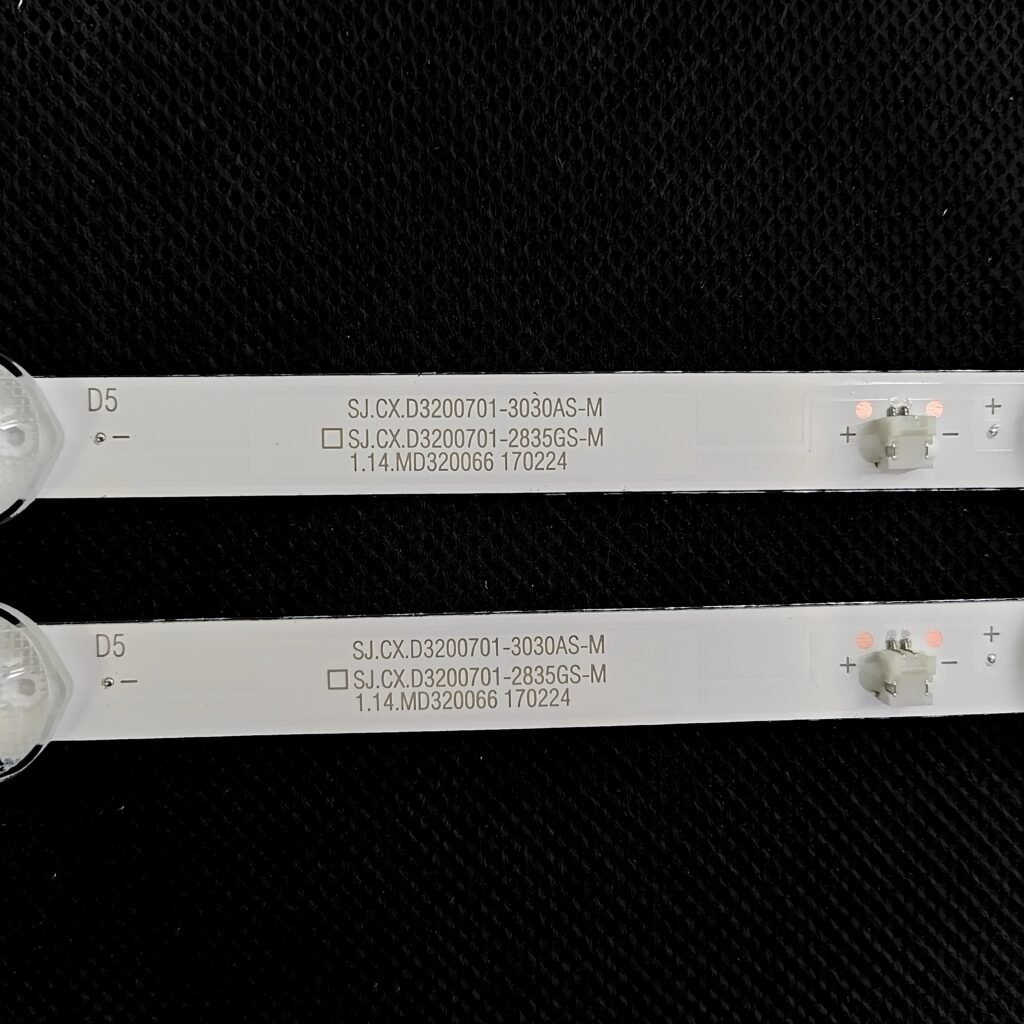 D5
SJ.CX.D3200701-3030AS-M
□SJ.CX.D3200701-2835GS-M
1.14.MD320066 170224
− + − +
D5
SJ.CX.D3200701-3030AS-M
□SJ.CX.D3200701-2835GS-M
1.14.MD320066 170224
− + − +